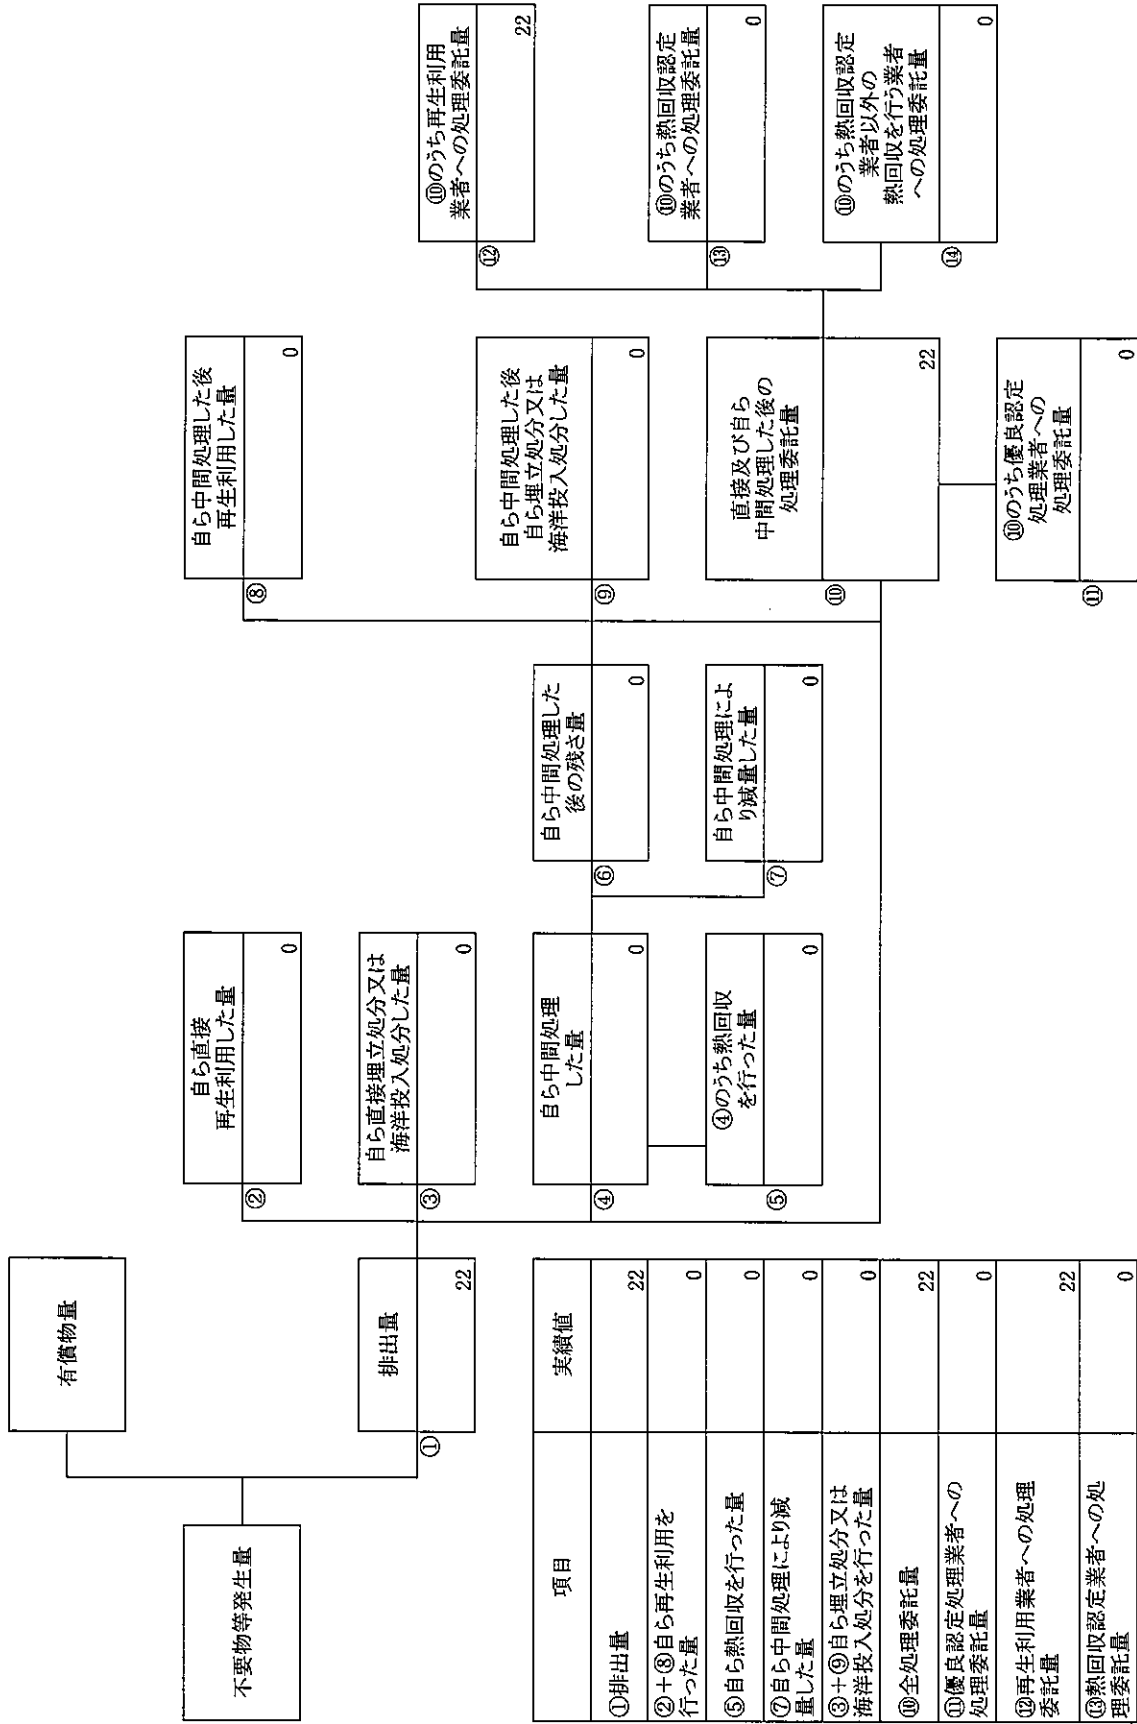 不要物等発生量
有償物量
①
排出量
22
②
自ら直接
再生利用した量
0
③
自ら直接埋立処分又は
海洋投入処分した量
0
④
自ら中間処理
した量
0
⑤
④のうち熱回収
を行った量
0
⑥
自ら中間処理した
後の残さ量
0
⑦
自ら中間処理によ
り減量した量
0
⑧
自ら中間処理した後
再生利用した量
0
⑨
自ら中間処理した後
自ら埋立処分又は
海洋投入処分した量
0
⑩
直接及び自ら
中間処理した後の
処理委託量
22
⑪
⑩のうち優良認定
処理業者への
処理委託量
0
⑫
⑩のうち再生利用
業者への処理委託量
22
⑬
⑩のうち熱回収認定
業者への処理委託量
0
⑭
⑩のうち熱回収認定
業者以外の
熱回収を行う業者
への処理委託量
0
項目 実績値
①排出量 22
②+⑧自ら再生利用を
行った量 0
⑤自ら熱回収を行った量 0
⑦自ら中間処理により減
量した量 0
③+⑨自ら埋立処分又は
海洋投入処分を行った量 0
⑩全処理委託量 22
⑪優良認定処理業者への
処理委託量 0
⑫再生利用業者への処理
委託量 22
⑬熱回収認定業者への処
理委託量 0